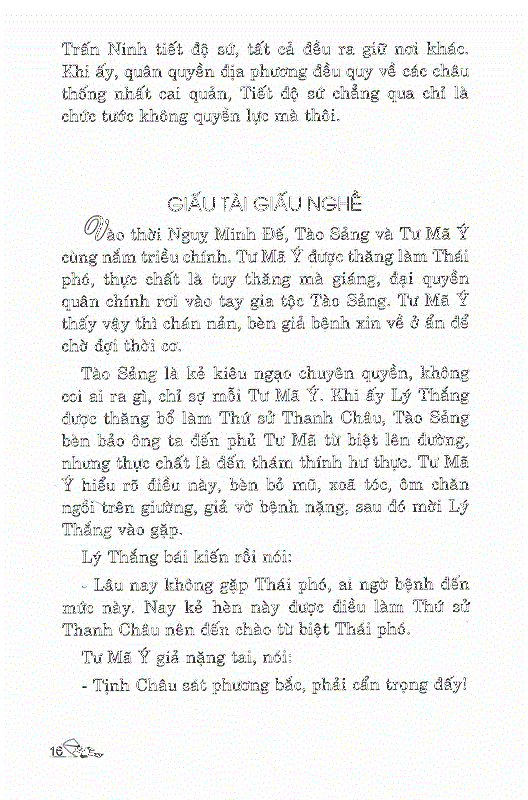 Trấn Ninh tiết độ sứ, tất cả đều ra giữ nơi khác.
Khi ấy, quân quyền địa phương đều quy về các châu
thống nhất cai quản, Tiết độ sứ chẳng qua chỉ là
chức tước không quyền lực mà thôi.
GIẤU TÀI GIẤU NGHỀ
Vào thời Ngụy Minh Đế, Tào Sảng và Tư Mã Ý
cùng nắm triều chính. Tư Mã Ý được thăng làm Thái
phó, thực chất là tuy thăng mà giáng, đại quyền
quân chính rơi vào tay gia tộc Tào Sảng. Tư Mã Ý
thấy vậy thì chán nản, bèn giả bệnh xin về ở ẩn để
chờ đợi thời cơ.
Tào Sảng là kẻ kiêu ngạo chuyên quyền, không
coi ai ra gì, chỉ sợ mỗi Tư Mã Ý. Khi ấy Lý Thắng
được thăng bổ làm Thứ sử Thanh Châu, Tào Sảng
bèn bảo ông ta đến phủ Tư Mã từ biệt lên đường,
nhưng thực chất là đến thám thính hư thực. Tư Mã
Ý hiểu rõ điều này, bèn bỏ mũ, xoã tóc, ôm chăn
ngồi trên giường, giả vờ bệnh nặng, sau đó mời Lý
Thắng vào gặp.
Lý Thắng bái kiến rồi nói:
- Lâu nay không gặp Thái phó, ai ngờ bệnh đến
mức này. Nay kẻ hèn này được điều làm Thứ sử
Thanh Châu nên đến chào từ biệt Thái phó.
Tư Mã Ý giả nặng tai, nói:
- Tịnh Châu sát phương bắc, phải cẩn trọng đấy!
16